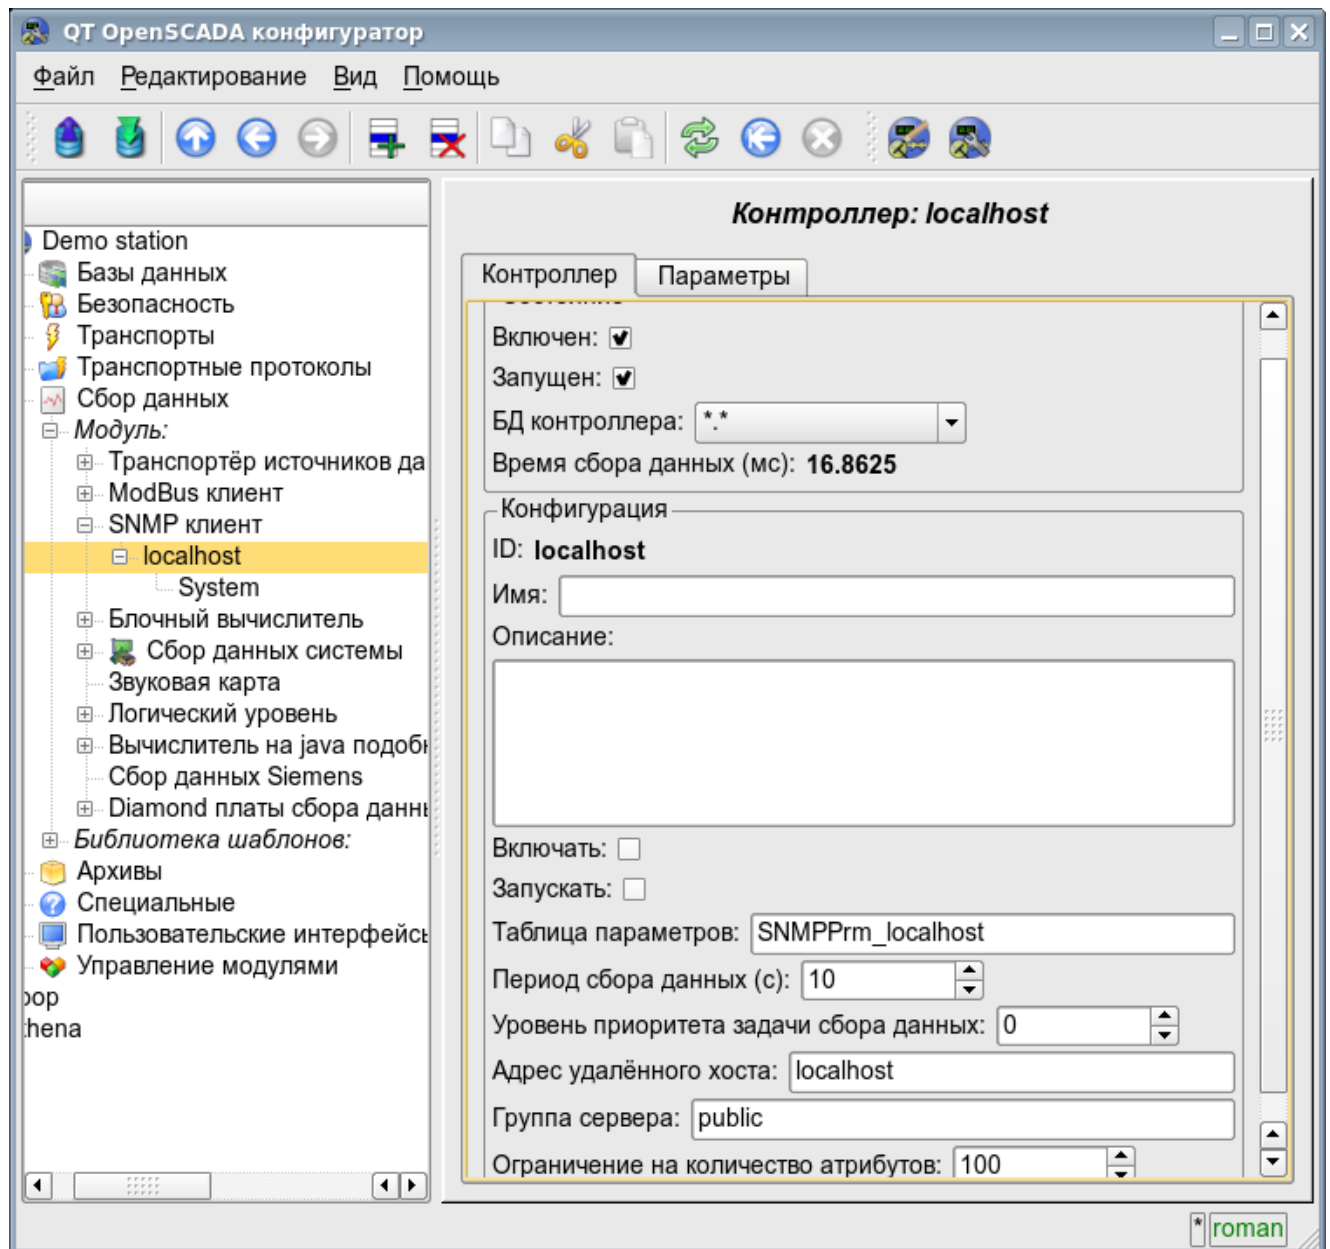 QT OpenSCADA конфигуратор
Файл Редактирование Вид Помощь
Контроллер: localhost
Demo station
Базы данных
Безопасность
Транспорты
Транспортные протоколы
Сбор данных
Модуль:
Транспортёр источников да
ModBus клиент
SNMP клиент
localhost
System
Блочный вычислитель
Сбор данных системы
Звуковая карта
Логический уровень
Вычислитель на java подобн
Сбор данных Siemens
Diamond платы сбора данны
Библиотека шаблонов:
Архивы
Специальные
Пользовательские интерфейсы
Управление модулями
oop
thena
Контроллер Параметры
Включен:
Запущен:
БД контроллера: *.*
Время сбора данных (мс): 16.8625
Конфигурация
ID: localhost
Имя:
Описание:
Включать:
Запускать:
Таблица параметров: SNMPPrm_localhost
Период сбора данных (с): 10
Уровень приоритета задачи сбора данных: 0
Адрес удалённого хоста: localhost
Группа сервера: public
Ограничение на количество атрибутов: 100
* roman